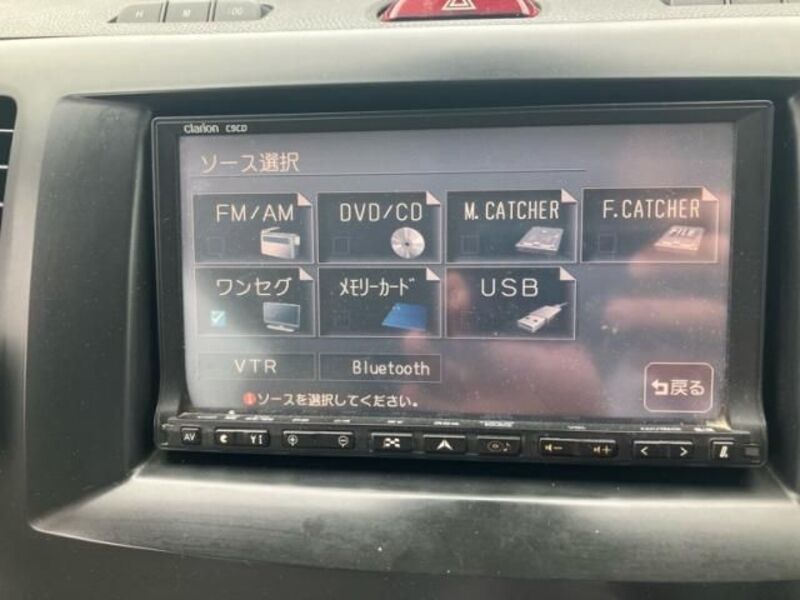 H M
clarion C9CD
ソース選択
FM/AM DVD/CD M.CATCHER F.CATCHER
FILE
ワンセグ メモリーカード USB
VTR Bluetooth
戻る
ソースを選択してください。
AV